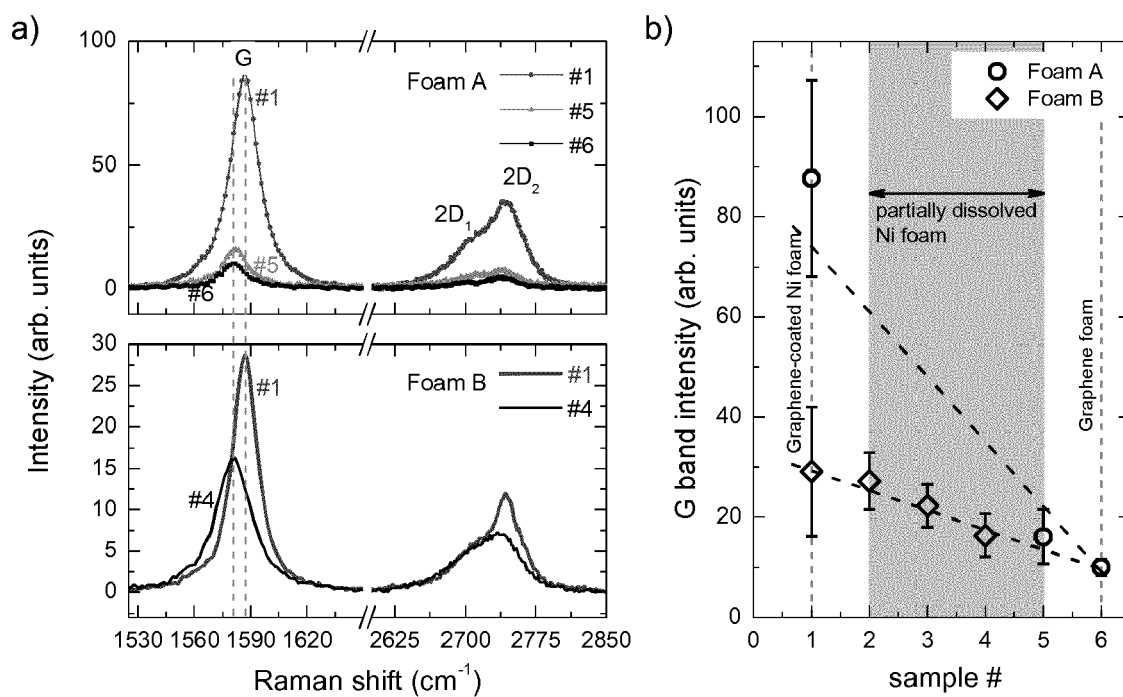 a)
100
50
0
G
#1
#5
#6
Foam A
#1
#5
#6
2D1
2D2
30
25
20
15
10
5
0
#1
#4
Foam B
#1
#4
1530 1560 1590 1620 2625 2700 2775 2850
Intensity (arb. units)
Raman shift (cm-1)
b)
Foam A
Foam B
100
80
60
40
20
0
G band intensity (arb. units)
Graphene-coated Ni foam
partially dissolved
Ni foam
Graphene foam
0 1 2 3 4 5 6
sample #